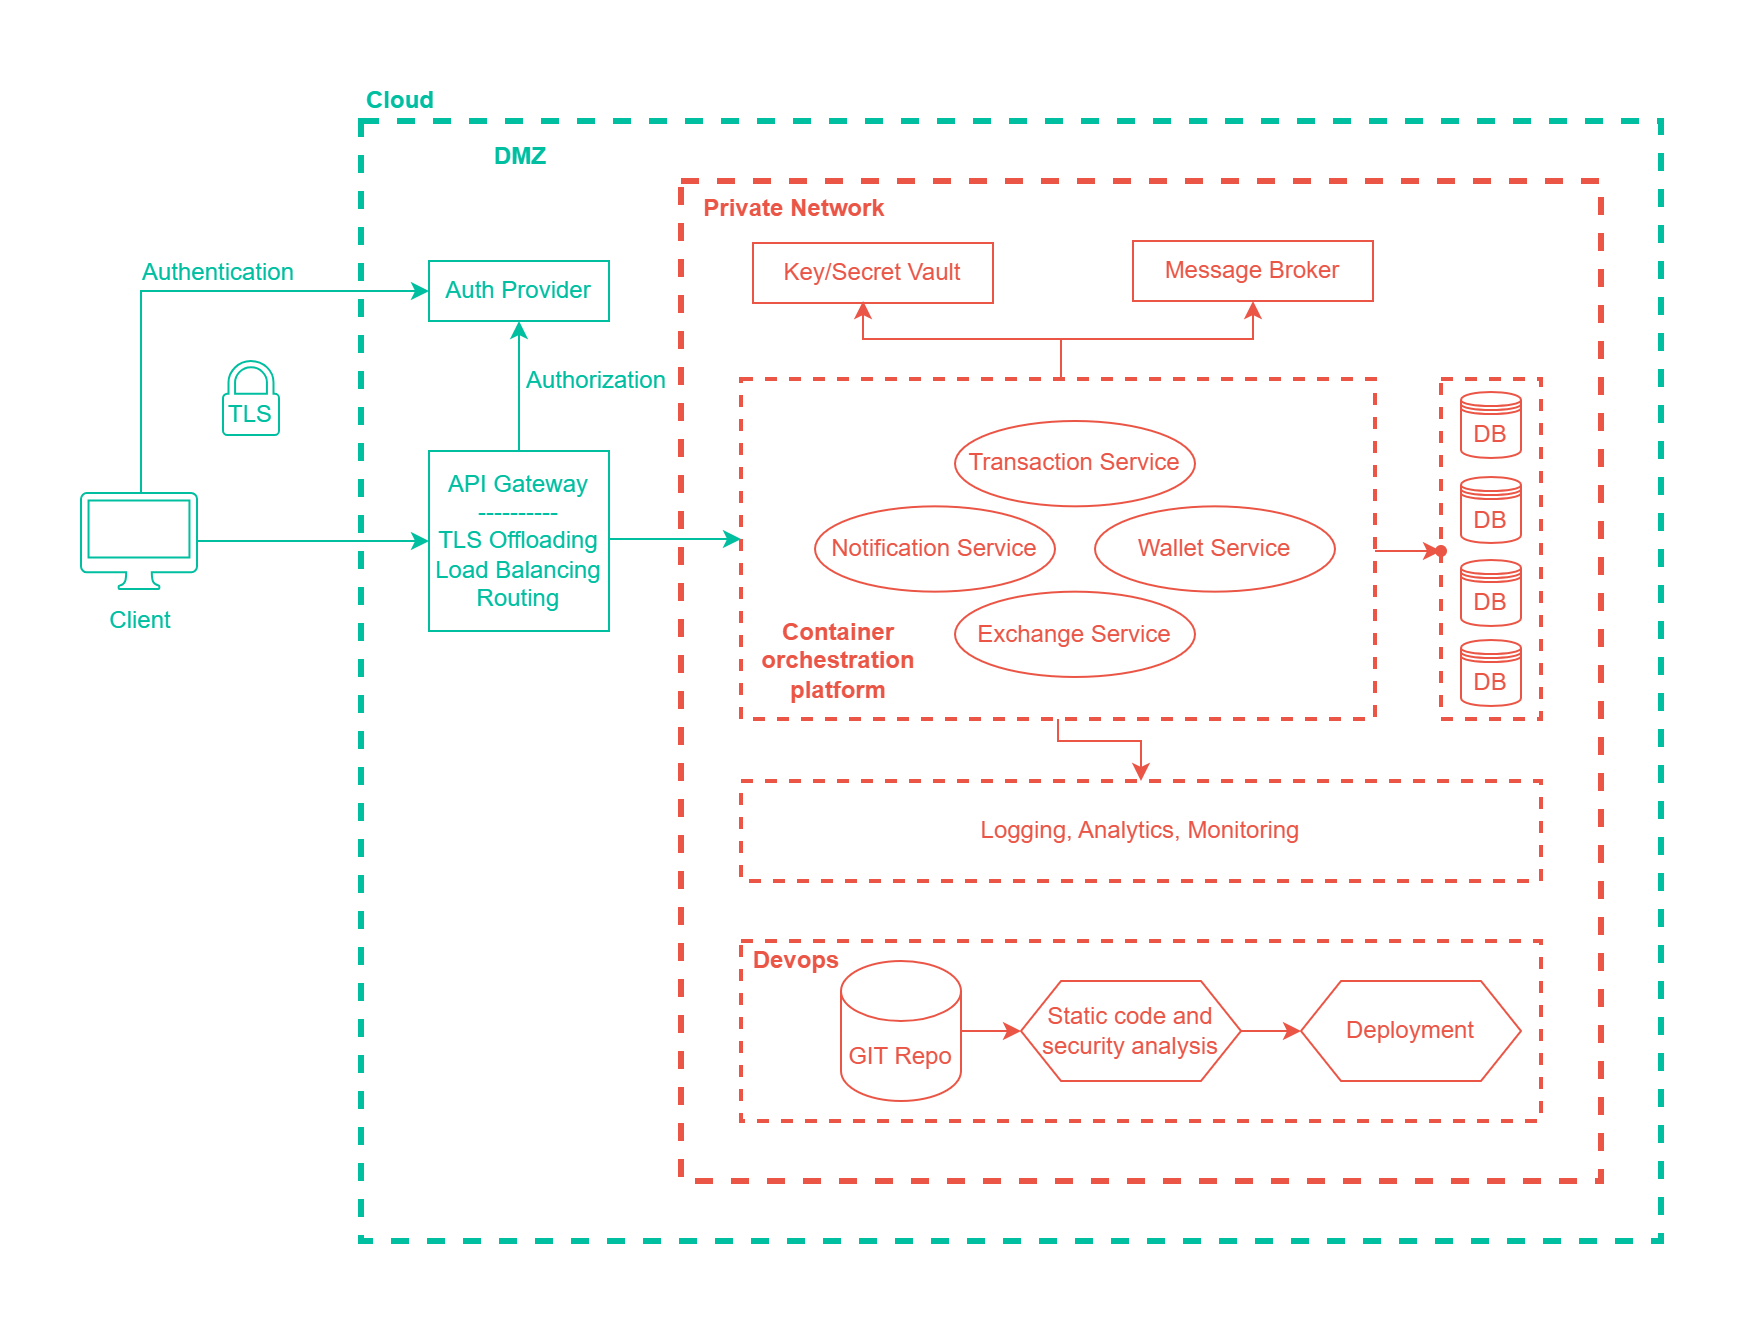 Cloud
DMZ
Private Network
Authentication
Auth Provider
Key/Secret Vault
Message Broker
TLS
Authorization
API Gateway
----------
TLS Offloading
Load Balancing
Routing
Client
Transaction Service
Notification Service
Wallet Service
Exchange Service
Container
orchestration
platform
DB
DB
DB
DB
Logging, Analytics, Monitoring
Devops
GIT Repo
Static code and
security analysis
Deployment